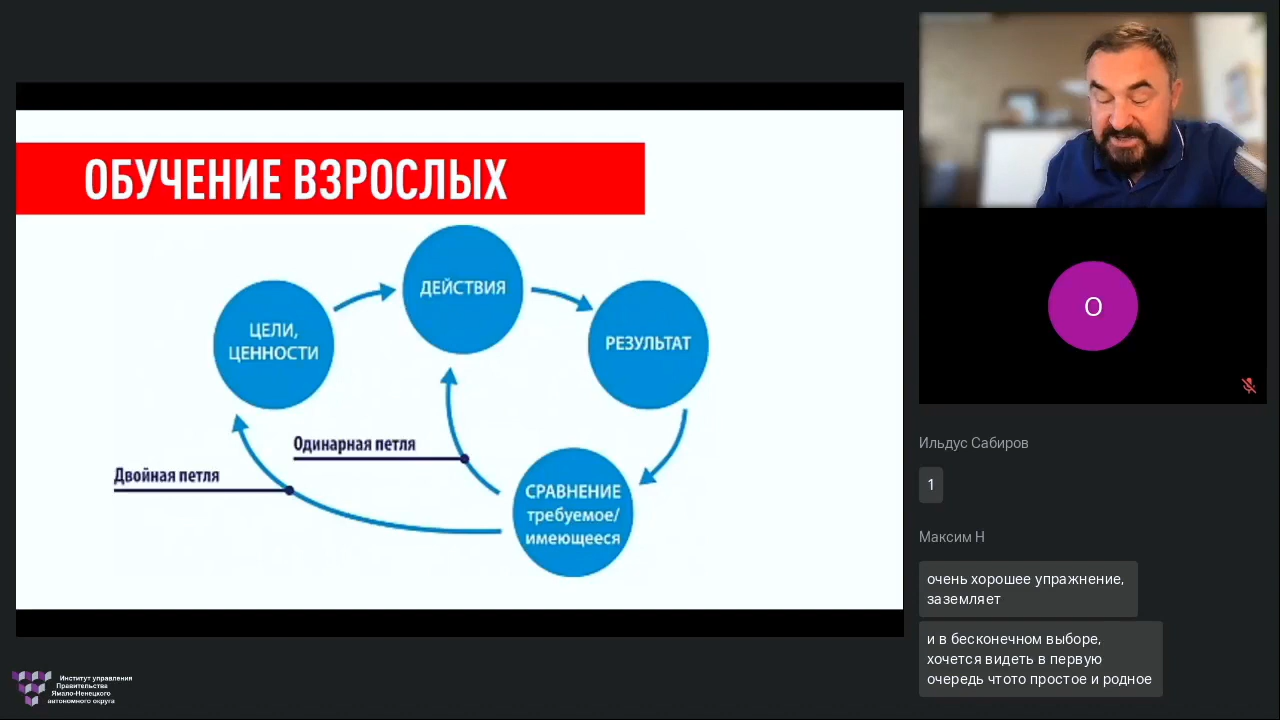 ОБУЧЕНИЕ ВЗРОСЛЫХ
ЦЕЛИ,
ЦЕННОСТИ
ДЕЙСТВИЯ
РЕЗУЛЬТАТ
Одинарная петля
Двойная петля
СРАВНЕНИЕ
требуемое/
имеющееся
О
Ильдус Сабиров
1
Максим Н
очень хорошее упражнение,
заземляет
и в бесконечном выборе,
хочется видеть в первую
очередь чтото простое и родное
Институт управления
Правительства
Ямало-Ненецкого
автономного округа